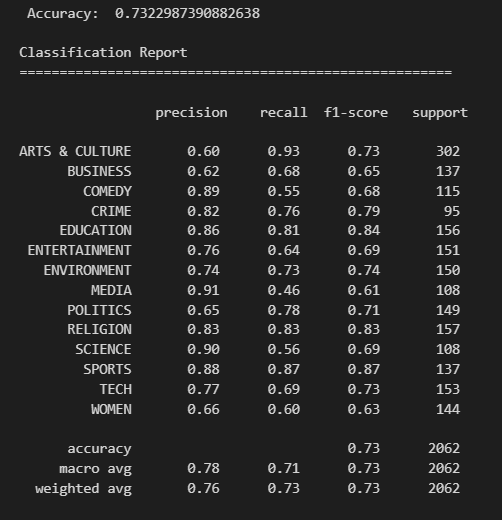 Accuracy: 0.7322987390882638
Classification Report
======================================================
precision recall f1-score support
ARTS & CULTURE 0.60 0.93 0.73 302
BUSINESS 0.62 0.68 0.65 137
COMEDY 0.89 0.55 0.68 115
CRIME 0.82 0.76 0.79 95
EDUCATION 0.86 0.81 0.84 156
ENTERTAINMENT 0.76 0.64 0.69 151
ENVIRONMENT 0.74 0.73 0.74 150
MEDIA 0.91 0.46 0.61 108
POLITICS 0.65 0.78 0.71 149
RELIGION 0.83 0.83 0.83 157
SCIENCE 0.90 0.56 0.69 108
SPORTS 0.88 0.87 0.87 137
TECH 0.77 0.69 0.73 153
WOMEN 0.66 0.60 0.63 144
accuracy 0.73 2062
macro avg 0.78 0.71 0.73 2062
weighted avg 0.76 0.73 0.73 2062